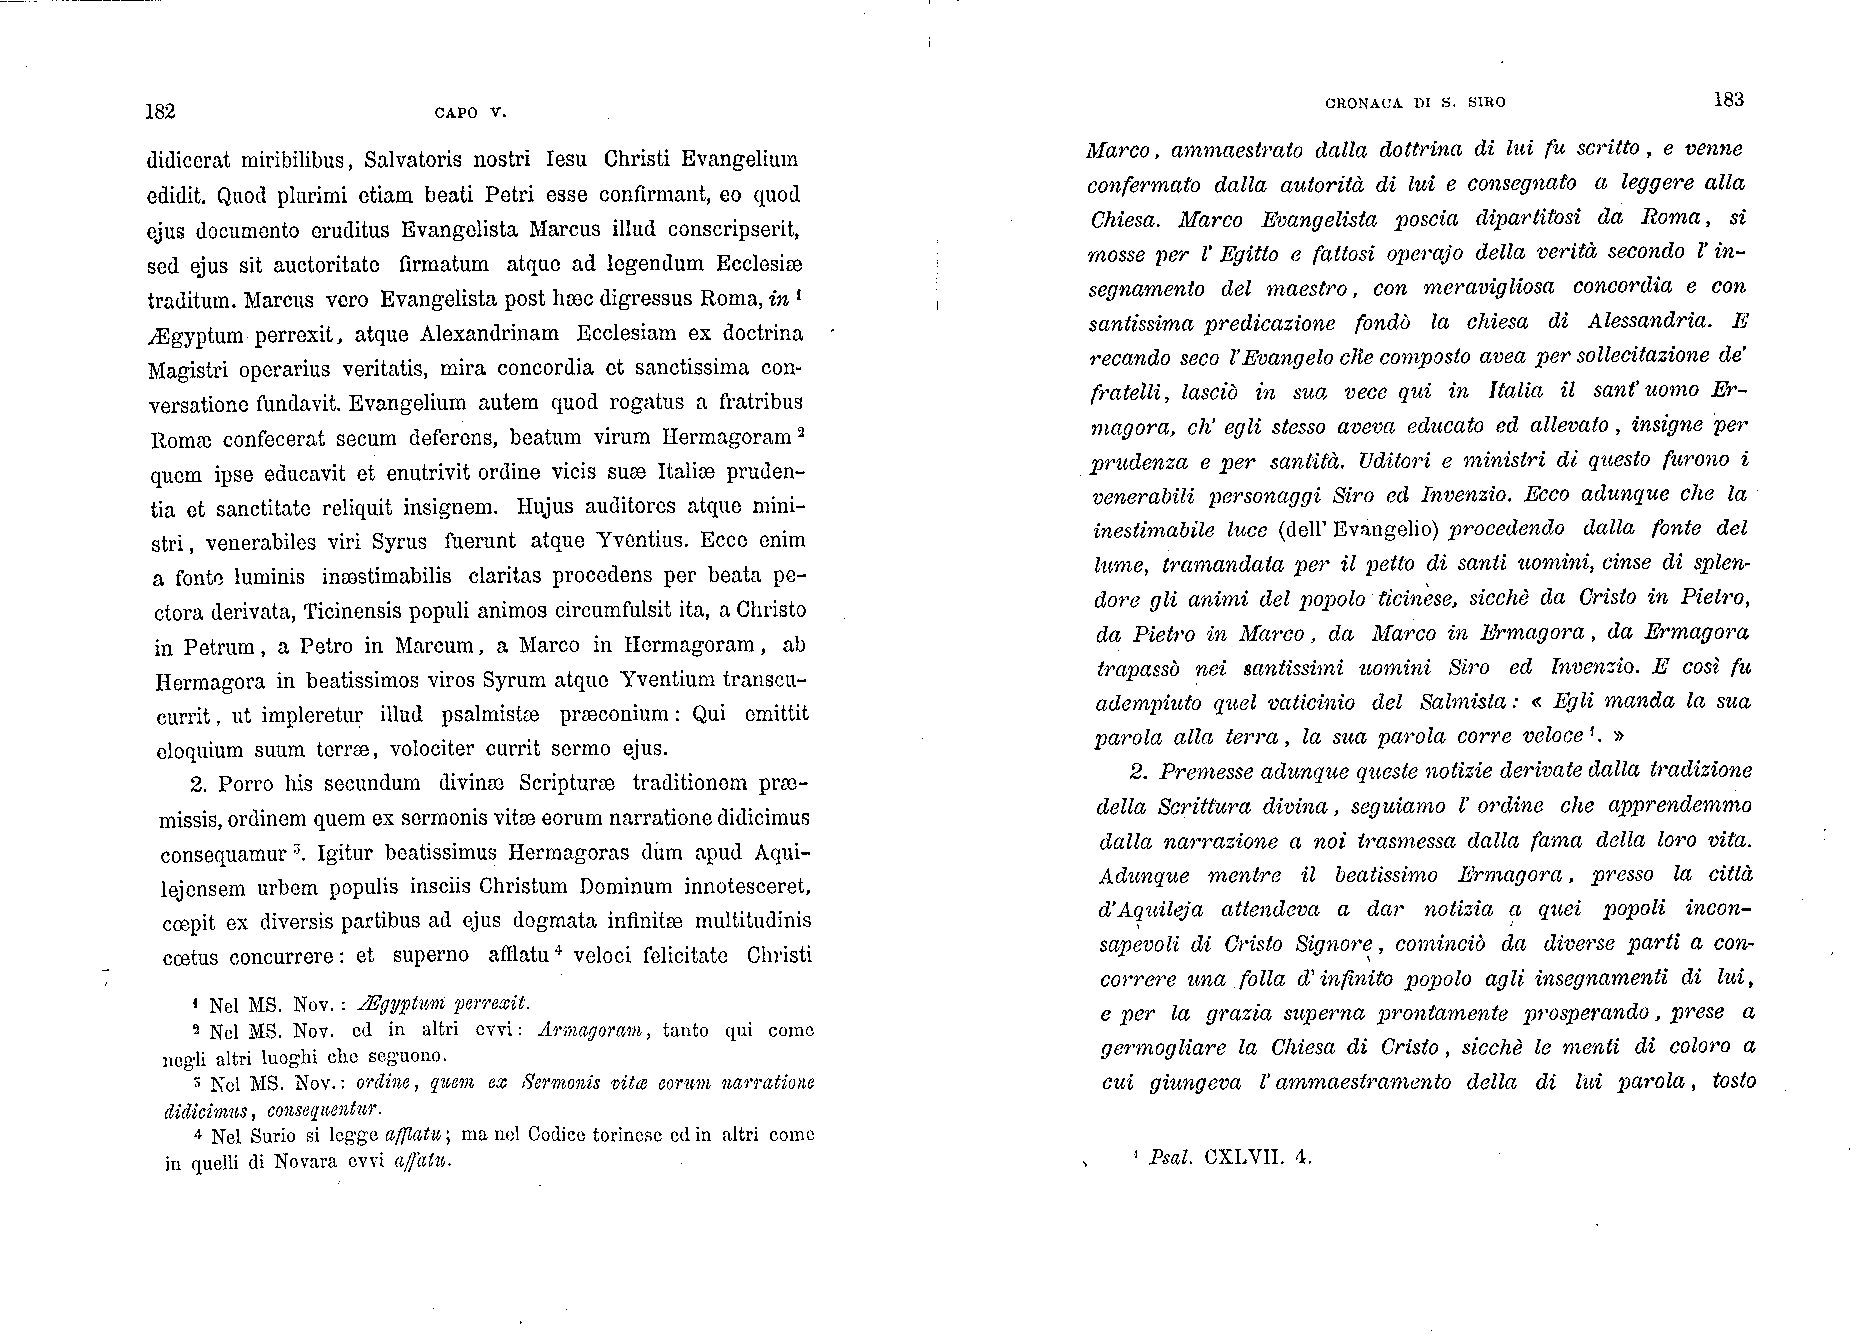 182
CAPO V.
didicerat miribilibus, Salvatoris nostri Iesu Christi Evangelium
edidit. Quod plurimi etiam beati Petri esse confirmant, eo quod
ejus documento eruditus Evangelista Marcus illud conscripserit,
sed ejus sit auctoritate firmatum atque ad legendum Ecclesiæ
traditum. Marcus vero Evangelista post hæc digressus Roma, in ¹
Ægyptum perrexit, atque Alexandrinam Ecclesiam ex doctrina
Magistri operarius veritatis, mira concordia et sanctissima con-
versatione fundavit. Evangelium autem quod rogatus a fratribus
Romæ confecerat secum deferens, beatum virum Hermagoram ²
quem ipse educavit et enutrivit ordine vicis suæ Italiæ pruden-
tia et sanctitate reliquit insignem. Hujus auditores atque mini-
stri, venerabiles viri Syrus fuerunt atque Yventius. Ecce enim
a fonte luminis inæstimabilis claritas procedens per beata pe-
ctora derivata, Ticinensis populi animos circumfulsit ita, a Christo
in Petrum, a Petro in Marcum, a Marco in Hermagoram, ab
Hermagora in beatissimos viros Syrum atque Yventium transcu-
currit, ut impleretur illud psalmistæ præconium: Qui emittit
eloquium suum terræ, velociter currit sermo ejus.
2. Porro his secundum divinæ Scripturæ traditionem præ-
missis, ordinem quem ex sermonis vitæ eorum narratione didicimus
consequamur ³. Igitur beatissimus Hermagoras dum apud Aqui-
lejensem urbem populis insciis Christum Dominum innotesceret,
cœpit ex diversis partibus ad ejus dogmata infinitæ multitudinis
cœtus concurrere: et superno afflatu ⁴ veloci felicitate Christi
¹ Nel MS. Nov.: Ægyptum perrexit.
² Nel MS. Nov. ed in altri evvi: Armagoram, tanto qui come
negli altri luoghi che seguono.
³ Nel MS. Nov.: ordine, quem ex Sermonis vitæ eorum narratione
didicimus, consequentur.
⁴ Nel Surio si legge afflatu; ma nel Codice torinese ed in altri come
in quelli di Novara evvi affatu.
CRONACA DI S. SIRO
183
Marco, ammaestrato dalla dottrina di lui fu scritto, e venne
confermato dalla autorità di lui e consegnato a leggere alla
Chiesa. Marco Evangelista poscia dipartitosi da Roma, si
mosse per l' Egitto e fattosi operajo della verità secondo l' in-
segnamento del maestro, con meravigliosa concordia e con
santissima predicazione fondò la chiesa di Alessandria. E
recando seco l'Evangelo che composto avea per sollecitazione de'
fratelli, lasciò in sua vece qui in Italia il sant' uomo Er-
magora, ch' egli stesso aveva educato ed allevato, insigne per
prudenza e per santità. Uditori e ministri di questo furono i
venerabili personaggi Siro ed Invenzio. Ecco adunque che la
inestimabile luce (dell' Evangelio) procedendo dalla fonte del
lume, tramandata per il petto di santi uomini, cinse di splen-
dore gli animi del popolo ticinese, sicchè da Cristo in Pietro,
da Pietro in Marco, da Marco in Ermagora, da Ermagora
trapassò nei santissimi uomini Siro ed Invenzio. E così fu
adempiuto quel vaticinio del Salmista: « Egli manda la sua
parola alla terra, la sua parola corre veloce ¹. »
2. Premesse adunque queste notizie derivate dalla tradizione
della Scrittura divina, seguiamo l' ordine che apprendemmo
dalla narrazione a noi trasmessa dalla fama della loro vita.
Adunque mentre il beatissimo Ermagora, presso la città
d'Aquileja attendeva a dar notizia a quei popoli incon-
sapevoli di Cristo Signore, cominciò da diverse parti a con-
correre una folla d' infinito popolo agli insegnamenti di lui,
e per la grazia superna prontamente prosperando, prese a
germogliare la Chiesa di Cristo, sicchè le menti di coloro a
cui giungeva l' ammaestramento della di lui parola, tosto
¹ Psal. CXLVII. 4.